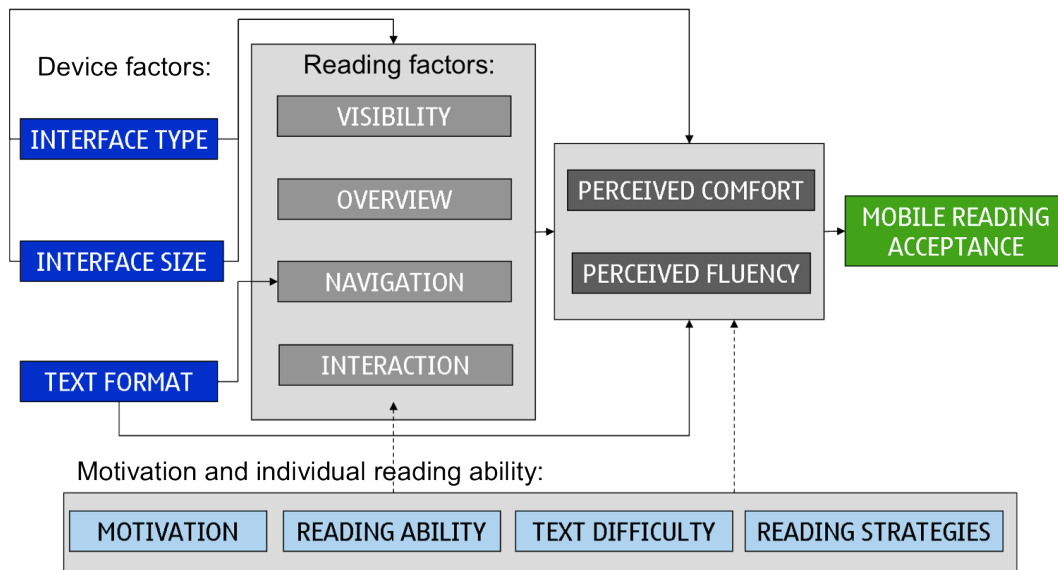 Device factors:
INTERFACE TYPE
INTERFACE SIZE
TEXT FORMAT
Reading factors:
VISIBILITY
OVERVIEW
NAVIGATION
INTERACTION
PERCEIVED COMFORT
PERCEIVED FLUENCY
MOBILE READING
ACCEPTANCE
Motivation and individual reading ability:
MOTIVATION
READING ABILITY
TEXT DIFFICULTY
READING STRATEGIES